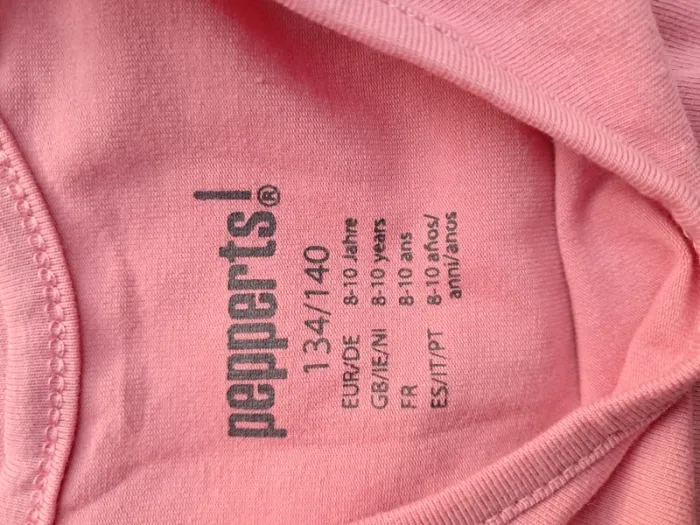 pepperts!®
134/140
EUR/DE 8-10 Jahre
GB/IE/NI 8-10 years
FR 8-10 ans
ES/IT/PT 8-10 años/
anni/anos